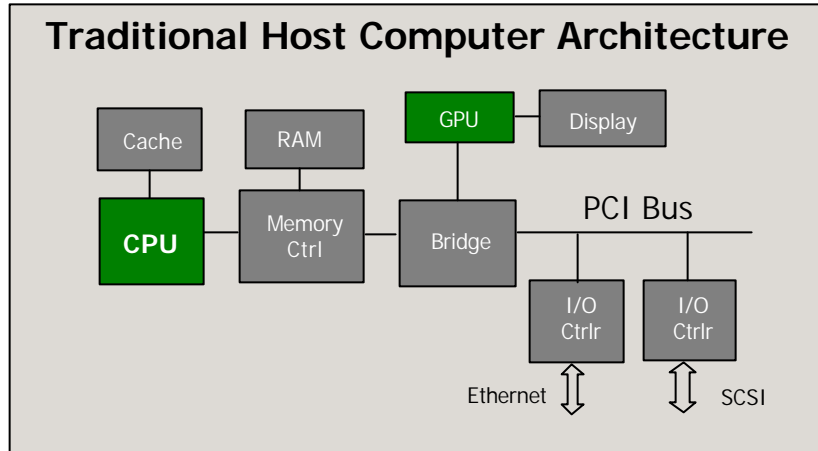 Traditional Host Computer Architecture
Cache
RAM
GPU
Display
CPU
Memory
Ctrl
Bridge
PCI Bus
I/O
Ctrlr
I/O
Ctrlr
Ethernet
SCSI